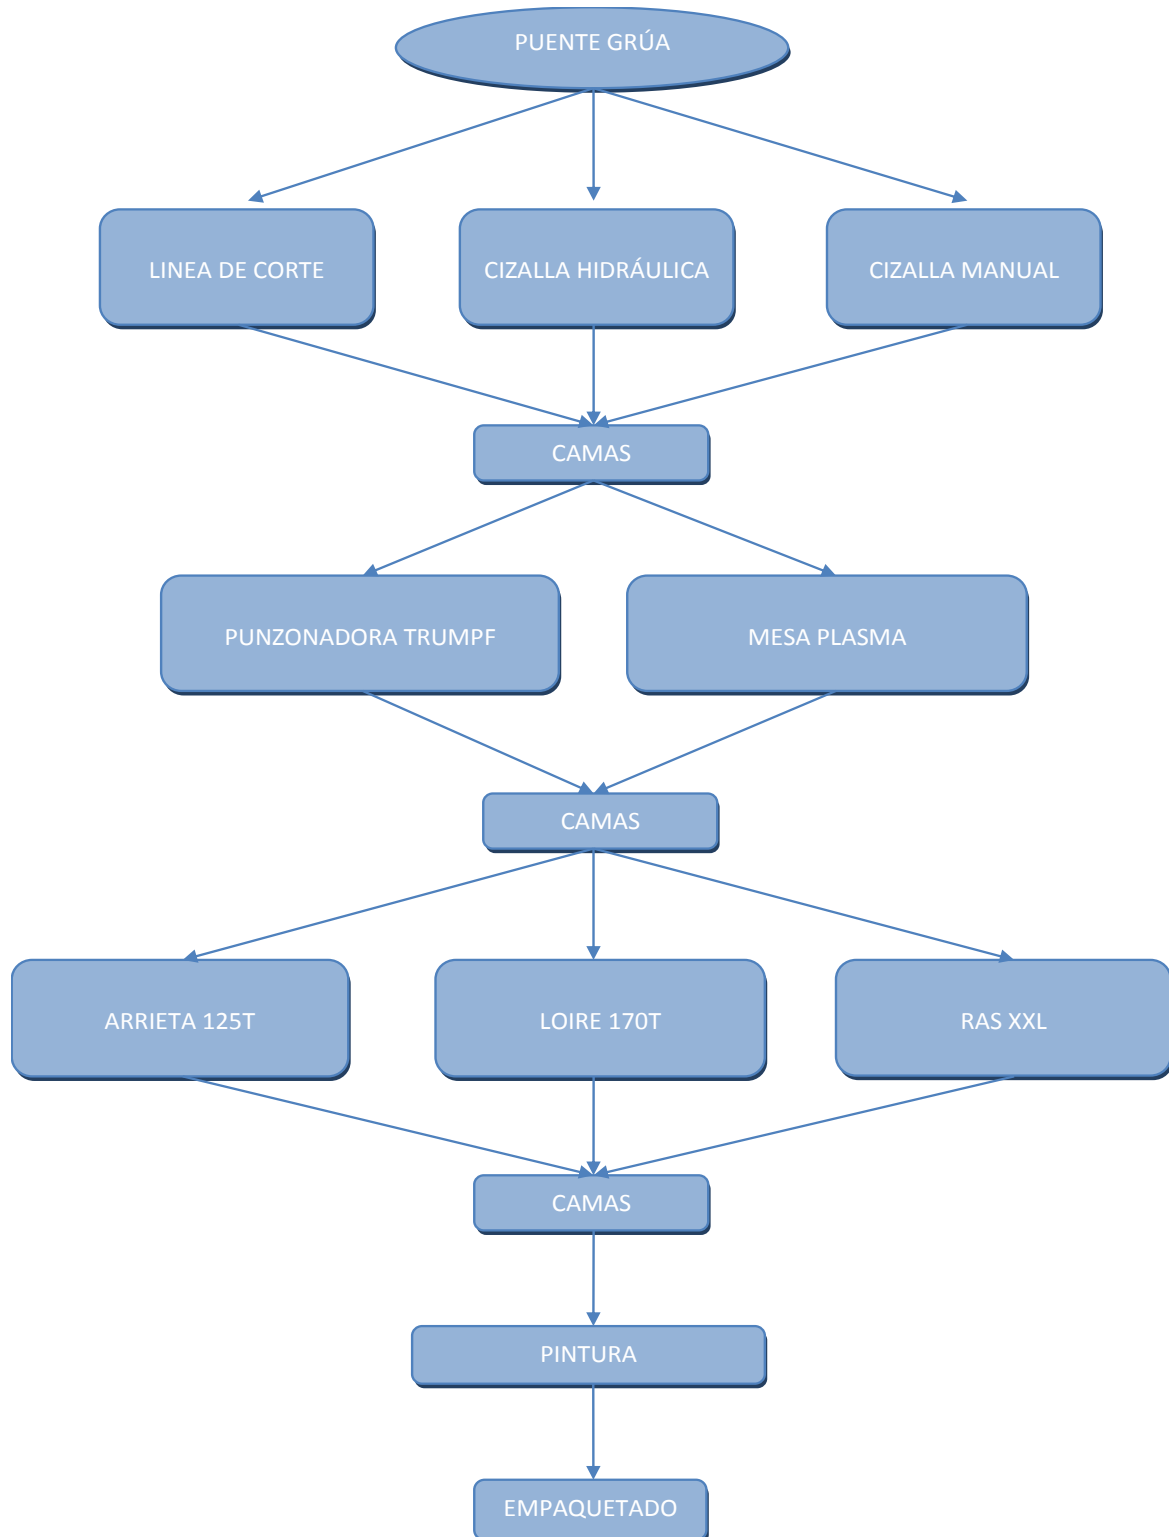 PUENTE GRÚA
LINEA DE CORTE
CIZALLA HIDRÁULICA
CIZALLA MANUAL
CAMAS
PUNZONADORA TRUMPF
MESA PLASMA
CAMAS
ARRIETA 125T
LOIRE 170T
RAS XXL
CAMAS
PINTURA
EMPAQUETADO